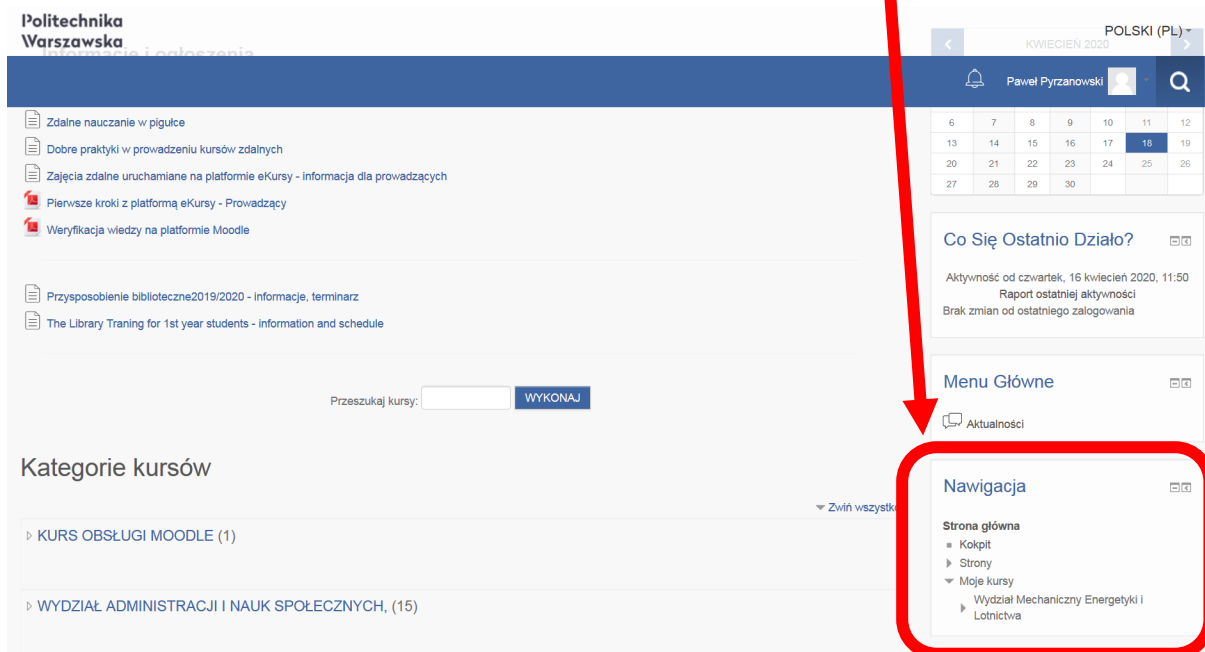 Politechnika
Warszawska
POLSKI (PL)
Informacje i ogłoszenia
KWIECIEŃ 2020
Paweł Pyrzanowski
Zdalne nauczanie w pigułce
Dobre praktyki w prowadzeniu kursów zdalnych
Zajęcia zdalne uruchamiane na platformie eKursy - informacja dla prowadzących
Pierwsze kroki z platformą eKursy - Prowadzący
Weryfikacja wiedzy na platformie Moodle
Przysposobienie biblioteczne2019/2020 - informacje, terminarz
The Library Traning for 1st year students - information and schedule
Przeszukaj kursy:
WYKONAJ
Kategorie kursów
Zwiń wszystko
KURS OBSŁUGI MOODLE (1)
WYDZIAŁ ADMINISTRACJI I NAUK SPOŁECZNYCH, (15)
6 7 8 9 10 11 12
13 14 15 16 17 18 19
20 21 22 23 24 25 26
27 28 29 30
Co Się Ostatnio Działo?
Aktywność od czwartek, 16 kwiecień 2020, 11:50
Raport ostatniej aktywności
Brak zmian od ostatniego zalogowania
Menu Główne
Aktualności
Nawigacja
Strona główna
Kokpit
Strony
Moje kursy
Wydział Mechaniczny Energetyki i
Lotnictwa